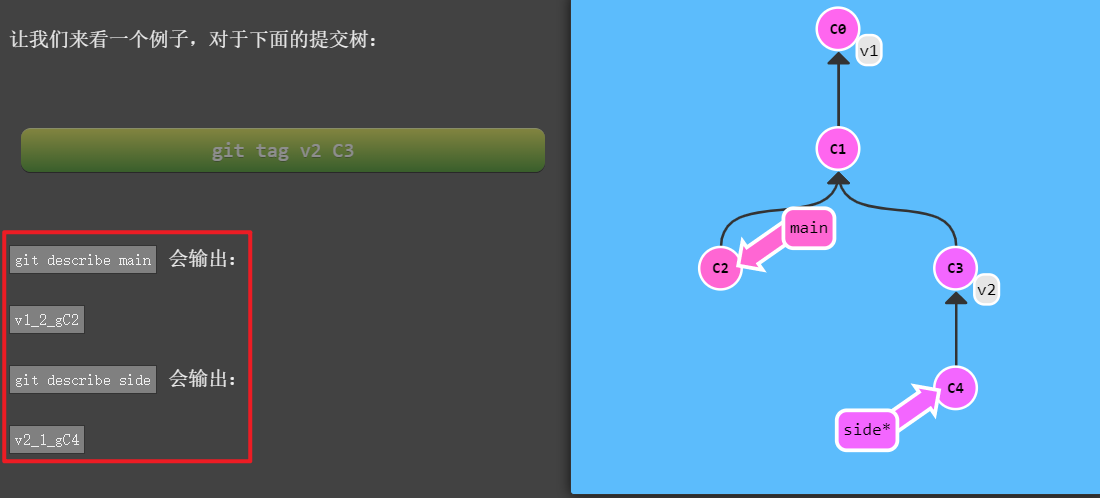 让我们来看一个例子，对于下面的提交树：
git tag v2 C3
git describe main 会输出：
v1_2_gC2
git describe side 会输出：
v2_1_gC4
C0
v1
C1
main
C2
C3
v2
C4
side*